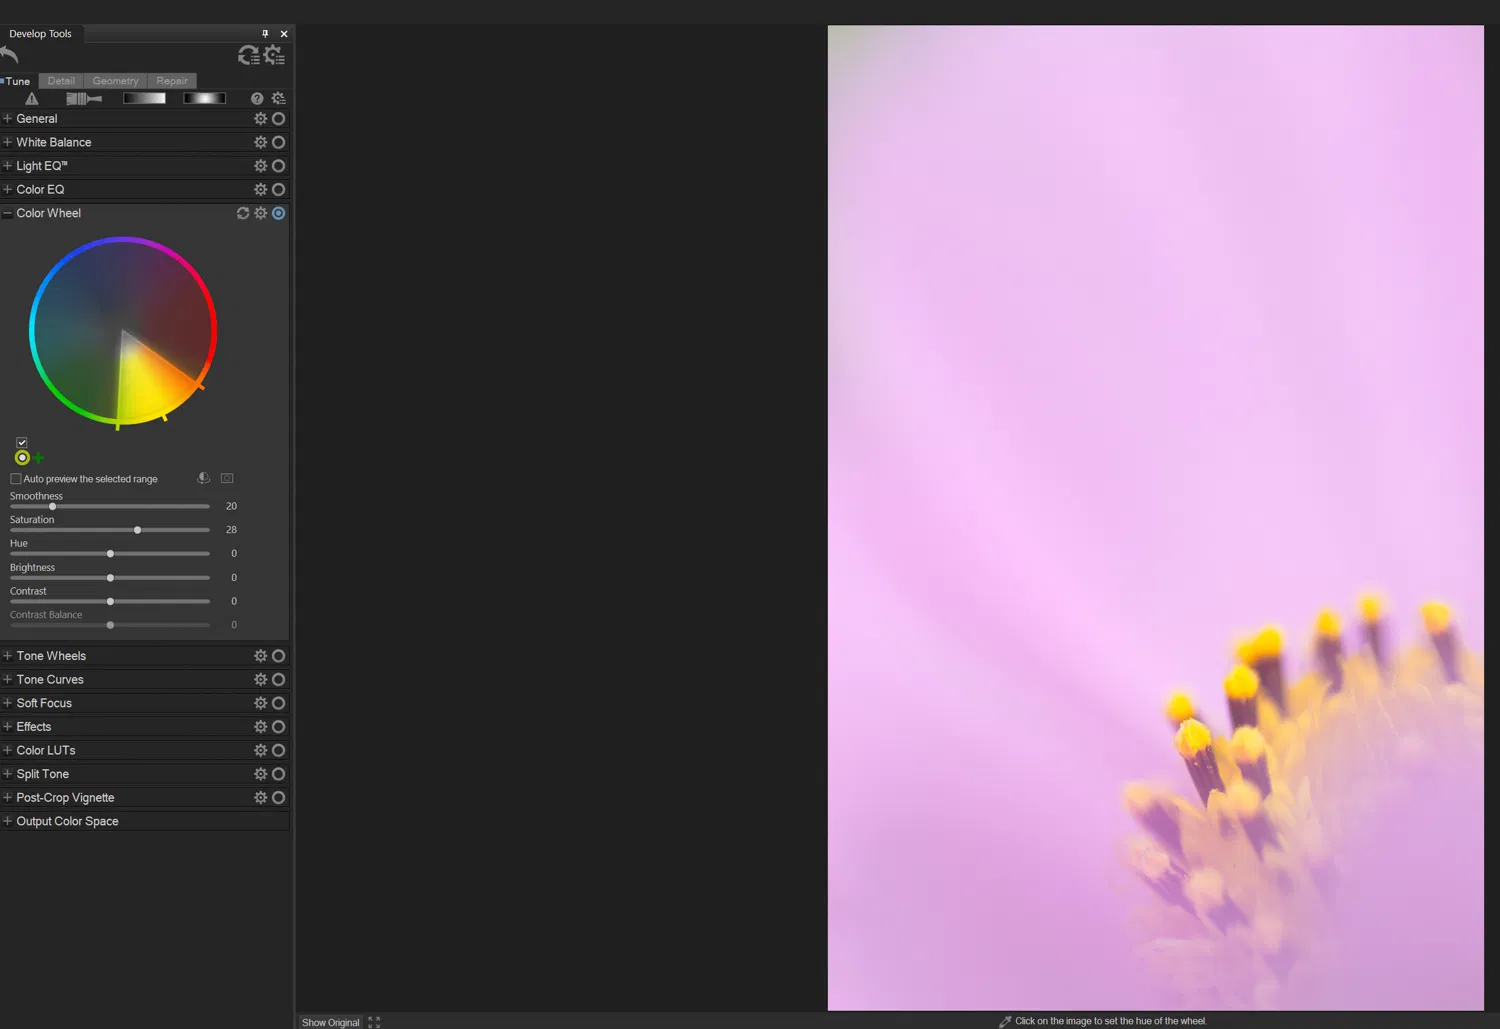 Develop Tools
Tune Detail Geometry Repair
General
White Balance
Light EQ™
Color EQ
Color Wheel
Auto preview the selected range
Smoothness
20
Saturation
28
Hue
0
Brightness
0
Contrast
0
Contrast Balance
0
Tone Wheels
Tone Curves
Soft Focus
Effects
Color LUTs
Split Tone
Post-Crop Vignette
Output Color Space
Show Original
Click on the image to set the hue of the wheel.